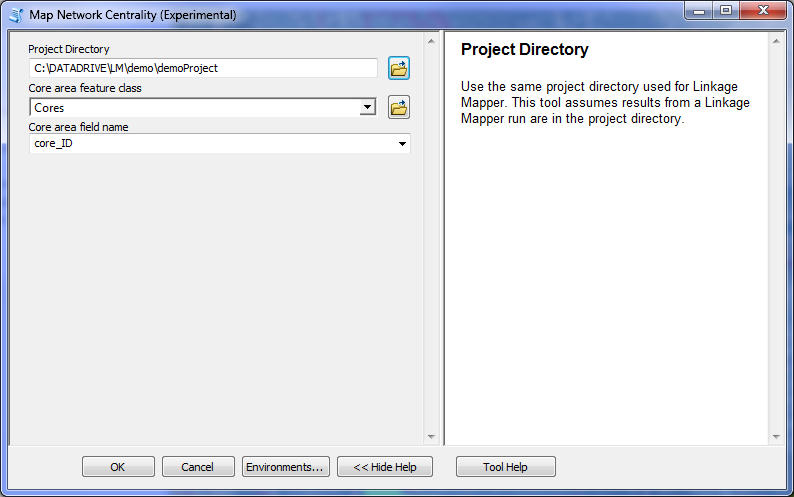 Map Network Centrality (Experimental)
Project Directory
C:\DATADRIVE\LM\demo\demoProject
Core area feature class
Cores
Core area field name
core_ID
Project Directory
Use the same project directory used for Linkage
Mapper. This tool assumes results from a Linkage
Mapper run are in the project directory.
OK
Cancel
Environments...
<< Hide Help
Tool Help